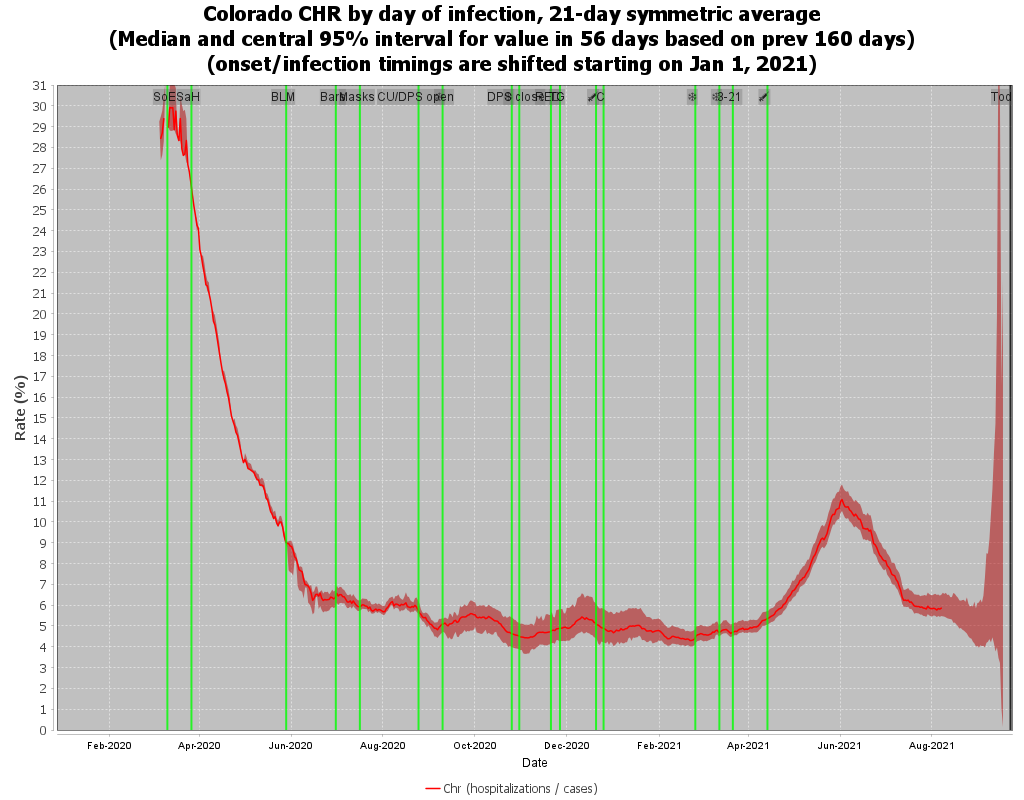 Colorado CHR by day of infection, 21-day symmetric average
(Median and central 95% interval for value in 56 days based on prev 160 days)
(onset/infection timings are shifted starting on Jan 1, 2021)
31
30
29
28
27
26
25
24
23
22
21
20
19
18
17
16
15
14
13
12
11
10
9
8
7
6
5
4
3
2
1
0
Rate (%)
SaH
BLM
Masks
CU/DPS open
DPS close
TG
C
3-21
Tod
Feb-2020
Apr-2020
Jun-2020
Aug-2020
Oct-2020
Dec-2020
Feb-2021
Apr-2021
Jun-2021
Aug-2021
Date
Chr (hospitalizations / cases)